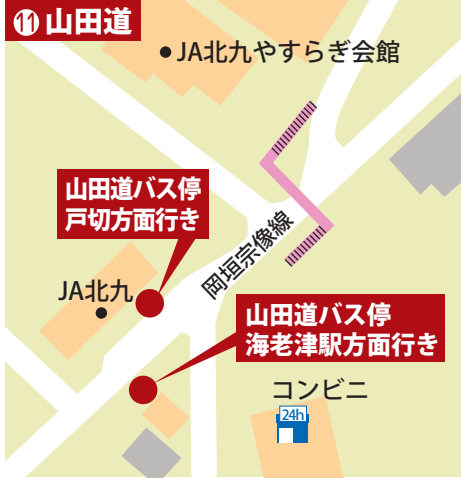 ⑪山田道
JA北九やすらぎ会館
山田道バス停
戸切方面行き
岡垣宗像線
JA北九
山田道バス停
海老津駅方面行き
コンビニ
24h